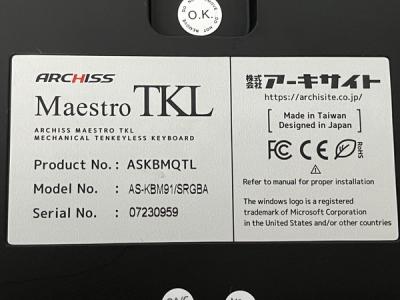 O.K.
ARCHISS
Maestro TKL
ARCHISS MAESTRO TKL
MECHANICAL TENKEYLESS KEYBOARD
Product No.: ASKBMQTL
Model No.: AS-KBM91/SRGBA
Serial No.: 07230959
株式会社 アーキサイト
https://archisite.co.jp/
Made in Taiwan
Designed in Japan
FC CE RoHS
Refer to manual for proper installation
The windows logo is a registered
trademark of Microsoft Corporation
in the United States and/or other countries.